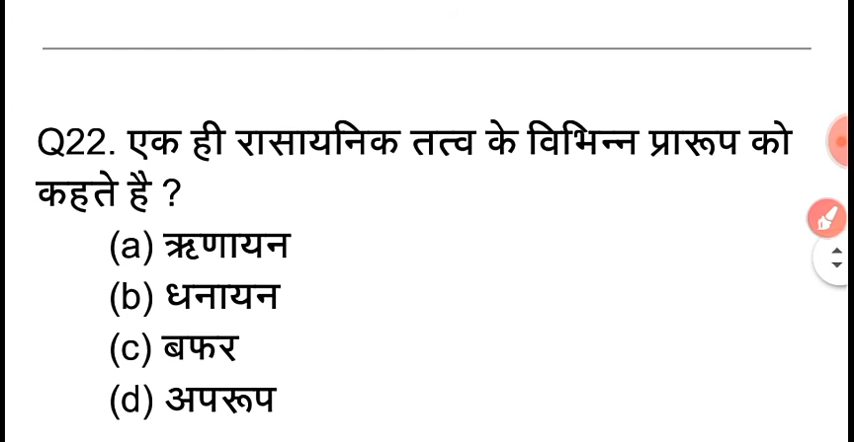 Q22. एक ही रासायनिक तत्व के विभिन्न प्रारूप को
कहते है ?
(a) ऋणायन
(b) धनायन
(c) बफर
(d) अपरूप